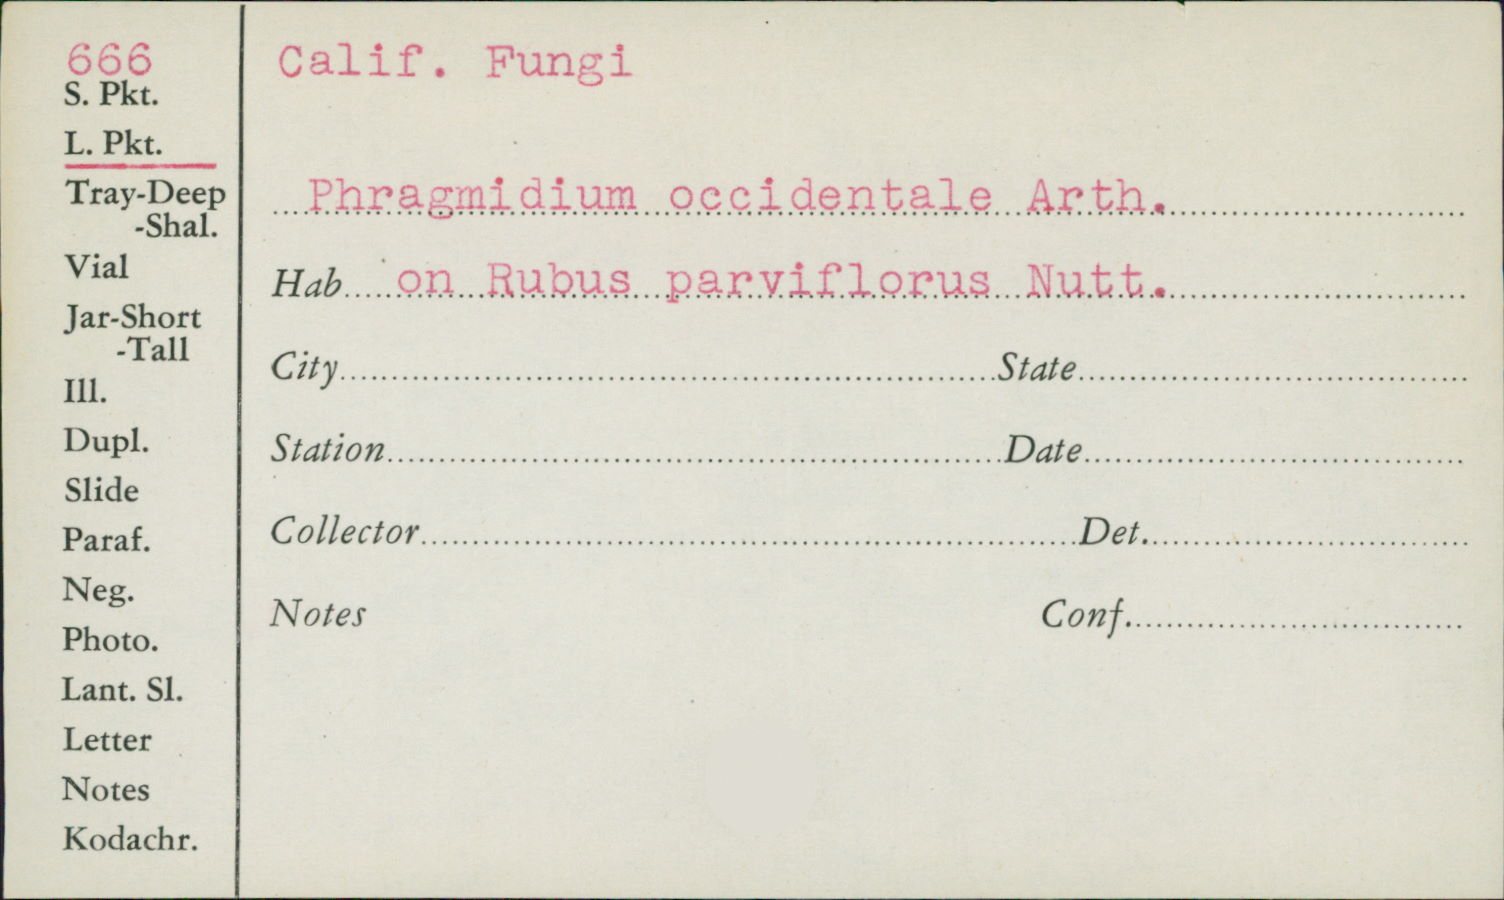 666
S. Pkt.
L. Pkt.
Tray-Deep
-Shal.
Vial
Jar-Short
-Tall
Ill.
Dupl.
Slide
Paraf.
Neg.
Photo.
Lant. Sl.
Letter
Notes
Kodachr.
Calif. Fungi
Phragmidium occidentale Arth.
Hab on Rubus parviflorus Nutt.
City State
Station Date
Collector Det.
Notes Conf.